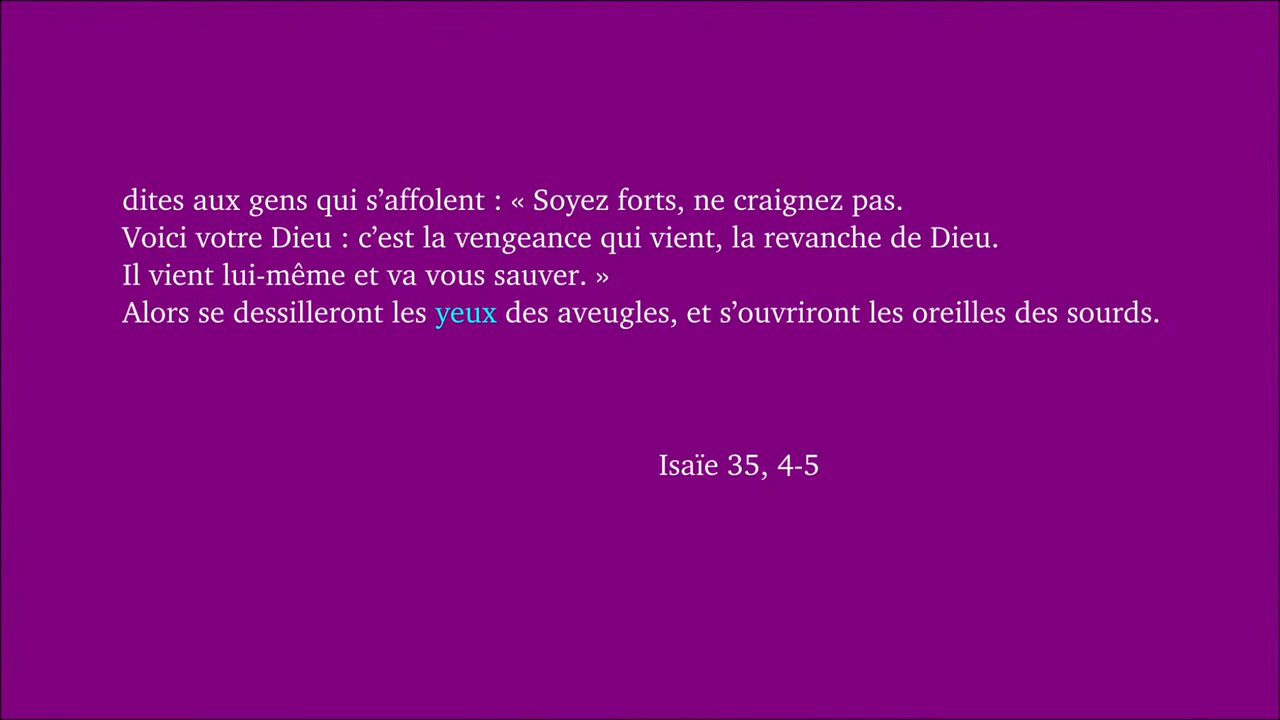 dites aux gens qui s’affolent : « Soyez forts, ne craignez pas.
Voici votre Dieu : c’est la vengeance qui vient, la revanche de Dieu.
Il vient lui-même et va vous sauver. »
Alors se dessilleront les yeux des aveugles, et s’ouvriront les oreilles des sourds.
Isaïe 35, 4-5